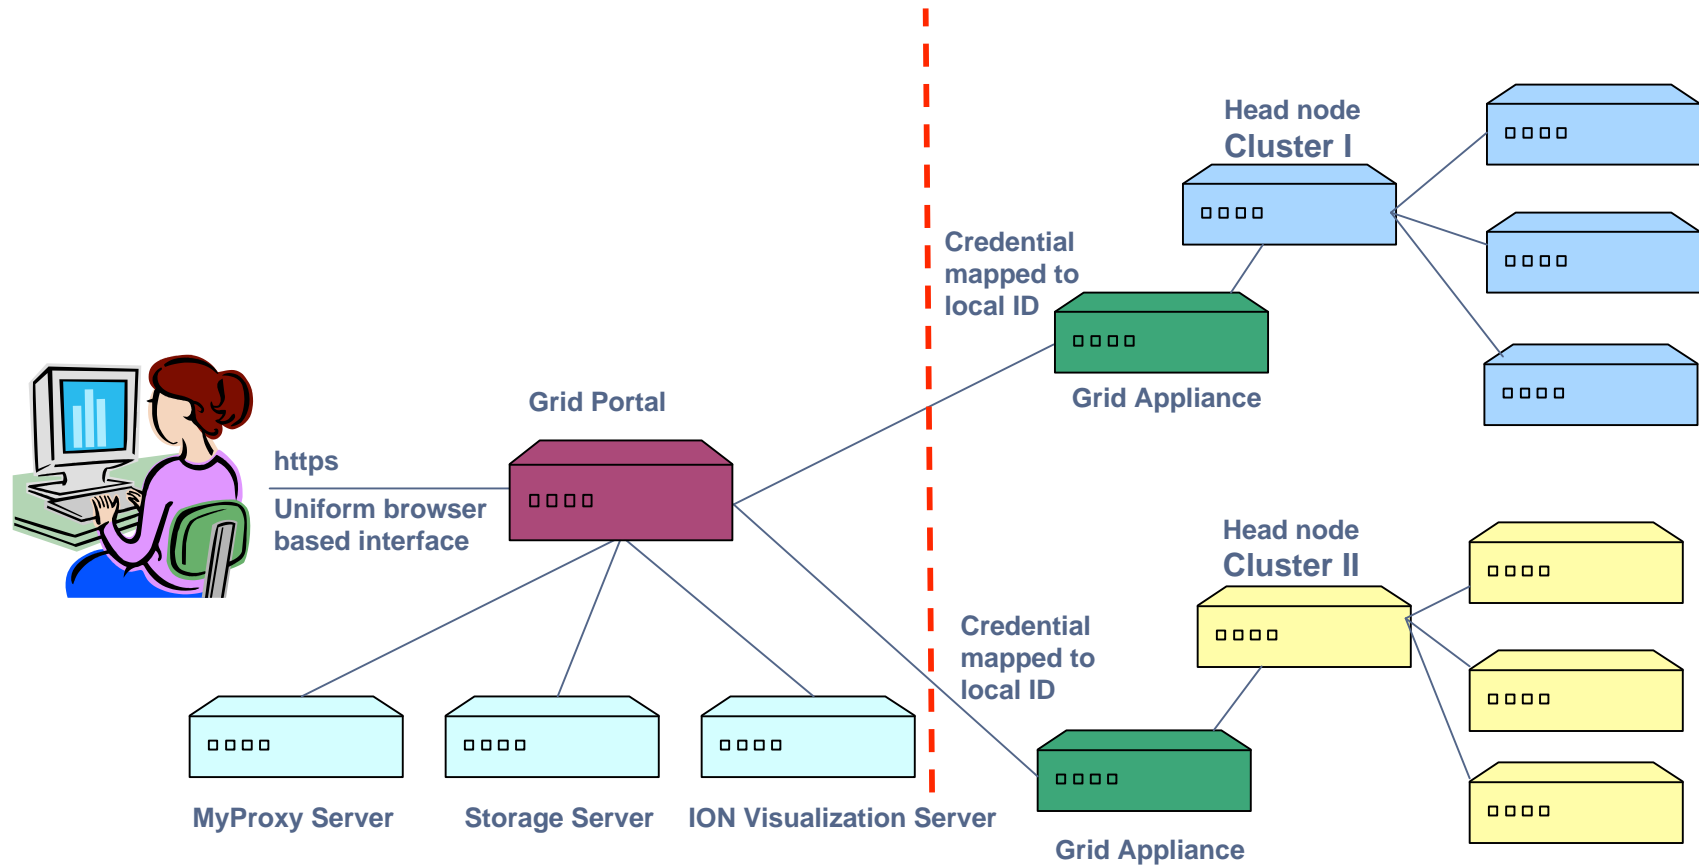 Head node
Cluster I
Credential
mapped to
local ID
Grid Appliance
Grid Portal
https
Uniform browser
based interface
Head node
Cluster II
Credential
mapped to
local ID
MyProxy Server
Storage Server
ION Visualization Server
Grid Appliance